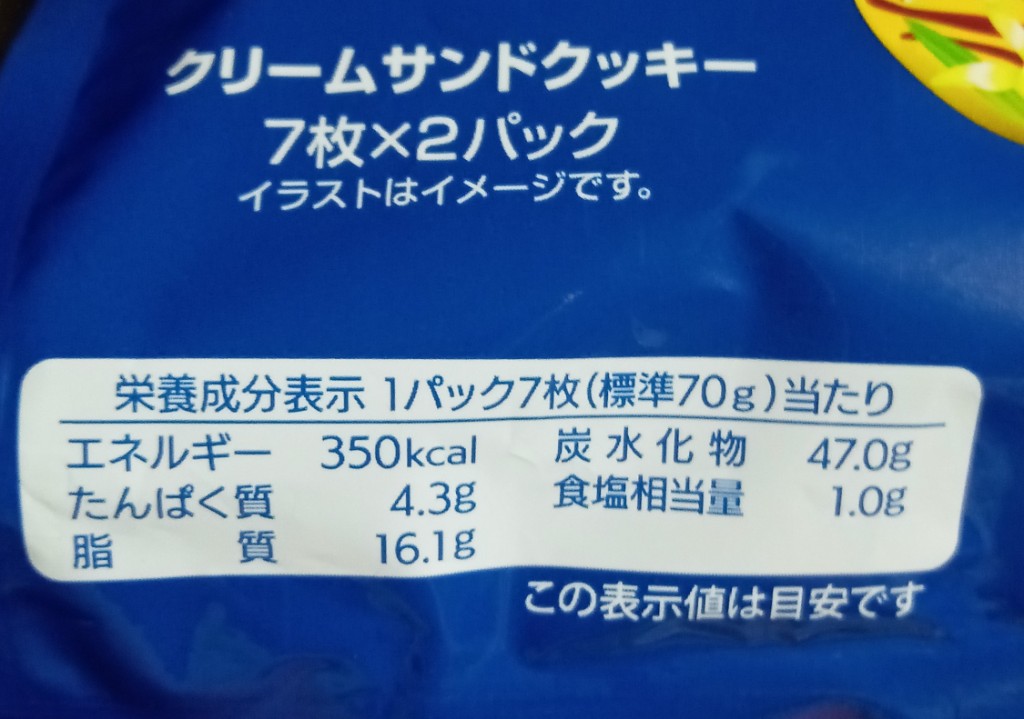 クリームサンドクッキー
7枚×2パック
イラストはイメージです。
栄養成分表示 1パック7枚(標準70g)当たり
エネルギー 350kcal 炭水化物 47.0g
たんぱく質 4.3g 食塩相当量 1.0g
脂質 16.1g
この表示値は目安です